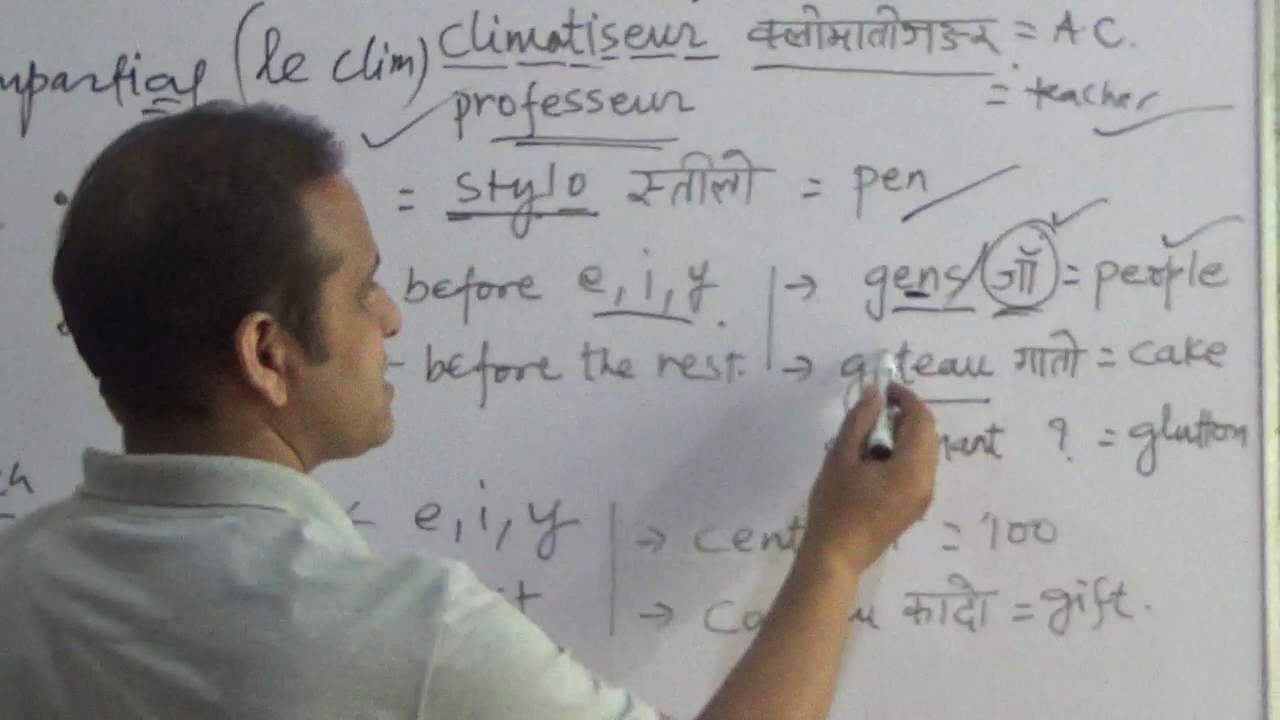 (le clim) climatiseur क्लीमातीजङर = A.C.
professeur = teacher
= stylo स्तीलो = pen
before e, i, y. → gens/ जॉ = people
- before the rest. → gateau गातो = cake
? = glutton
e, i, y → cent = 100
→ कादो = gift.